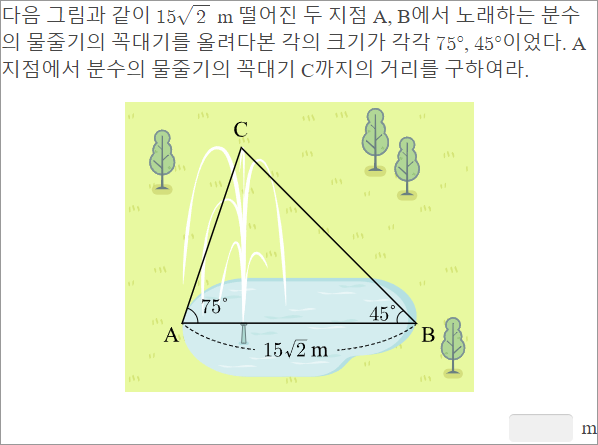 다음 그림과 같이 15√2 m 떨어진 두 지점 A, B에서 노래하는 분수
의 물줄기의 꼭대기를 올려다본 각의 크기가 각각 75°, 45°이었다. A
지점에서 분수의 물줄기의 꼭대기 C까지의 거리를 구하여라.
C
75°
45°
A
B
15√2 m
m